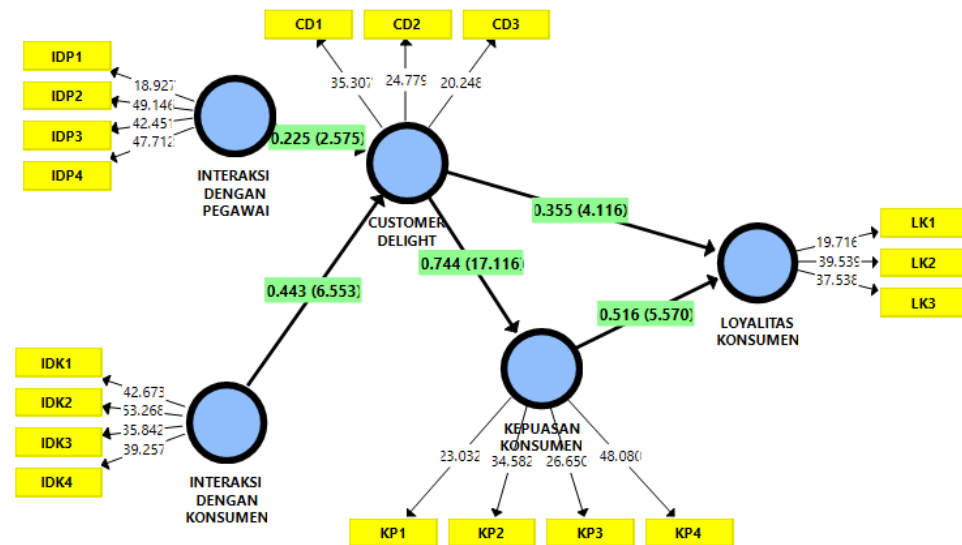 CD1
CD2
CD3
35.307
24.779
20.248
IDP1
IDP2
IDP3
IDP4
18.927
49.146
42.451
47.712
INTERAKSI
DENGAN
PEGAWAI
0.225 (2.575)
CUSTOMER
DELIGHT
0.355 (4.116)
0.744 (17.116)
0.443 (6.553)
0.516 (5.570)
LK1
LK2
LK3
19.716
39.539
37.538
LOYALITAS
KONSUMEN
IDK1
IDK2
IDK3
IDK4
42.673
39.257
INTERAKSI
DENGAN
KONSUMEN
KEPUASAN
KONSUMEN
23.032
34.582
26.650
48.080
KP1
KP2
KP3
KP4